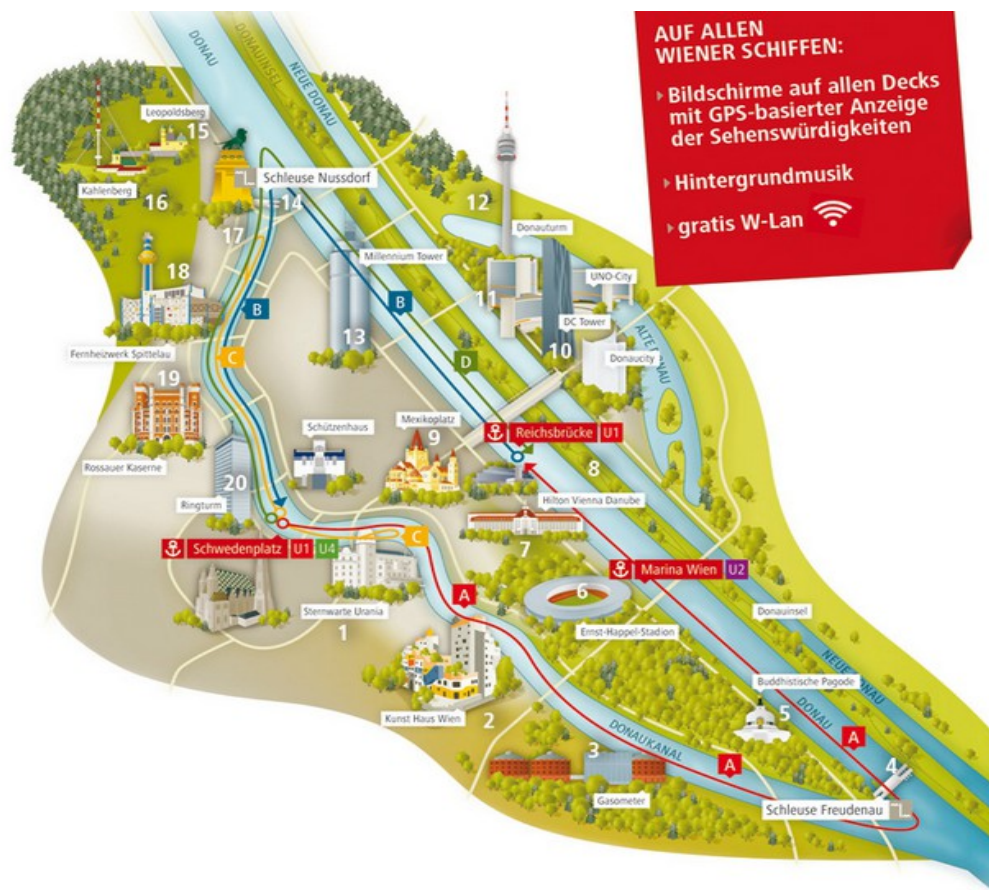 AUF ALLEN
WIENER SCHIFFEN:
Bildschirme auf allen Decks
mit GPS-basierter Anzeige
der Sehenswürdigkeiten
Hintergrundmusik
gratis W-Lan
DONAU
DONAUINSEL
NEUE DONAU
Leopoldsberg
15
Kahlenberg
16
Schleuse Nussdorf
14
12
Donauturm
17
Millennium Tower
18
11
UNO-City
B
B
DC Tower
13
10
ALTE DONAU
Fernheizwerk Spittelau
C
D
Donaucity
19
Schützenhaus
Mexikoplatz
9
Reichsbrücke U1
Rossauer Kaserne
20
8
Ringturm
Hilton Vienna Danube
7
Schwedenplatz U1 U4
C
Marina Wien U2
6
A
Sternwarte Urania
1
Ernst-Happel-Stadion
Donauinsel
NEUE DONAU
Buddhistische Pagode
DONAU
5
Kunst Haus Wien
2
DONAUKANAL
A
3
A
4
Gasometer
Schleuse Freudenau